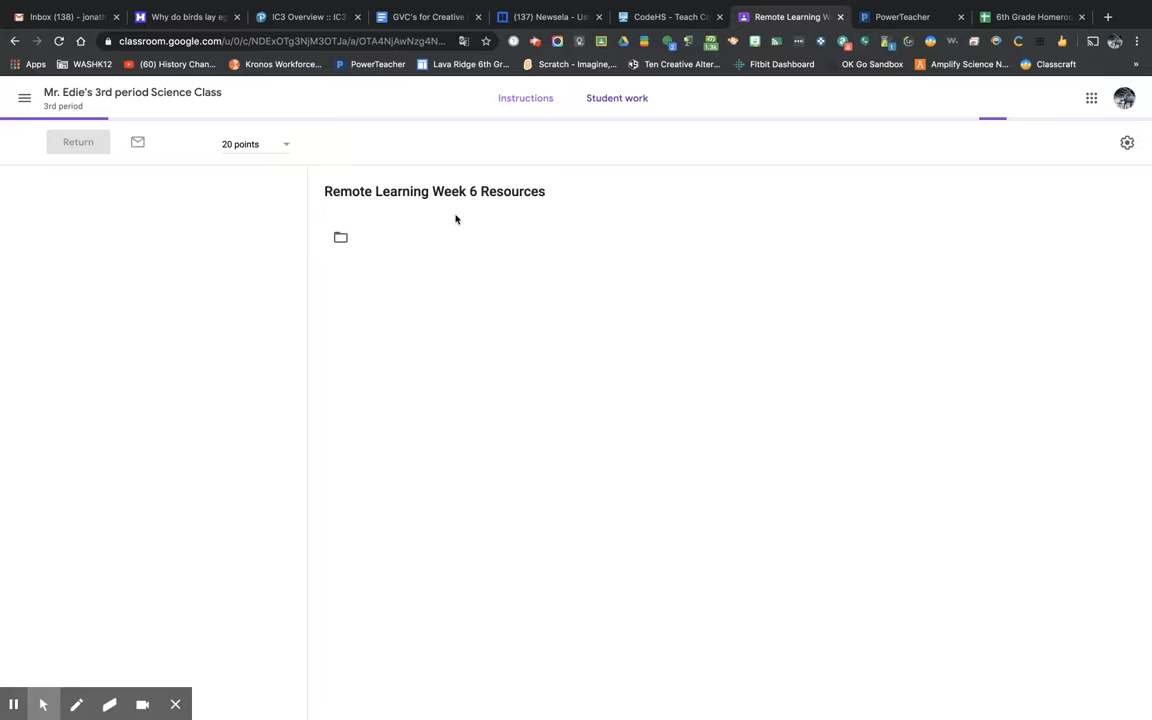 Inbox (138) - jonath
Why do birds lay eg
IC3 Overview :: IC3
GVC's for Creative
(137) Newsela - Us
CodeHS - Teach Co
Remote Learning W
PowerTeacher
6th Grade Homeroo
classroom.google.com/u/0/c/NDExOTg3NjM3OTJa/a/OTA4NjAwNzg4N...
Apps
WASHK12
(60) History Chan...
Kronos Workforce...
PowerTeacher
Lava Ridge 6th Gr...
Scratch - Imagine,...
Ten Creative Alter...
Fitbit Dashboard
OK Go Sandbox
Amplify Science N...
Classcraft
Mr. Edie's 3rd period Science Class
3rd period
Instructions
Student work
Return
20 points
Remote Learning Week 6 Resources